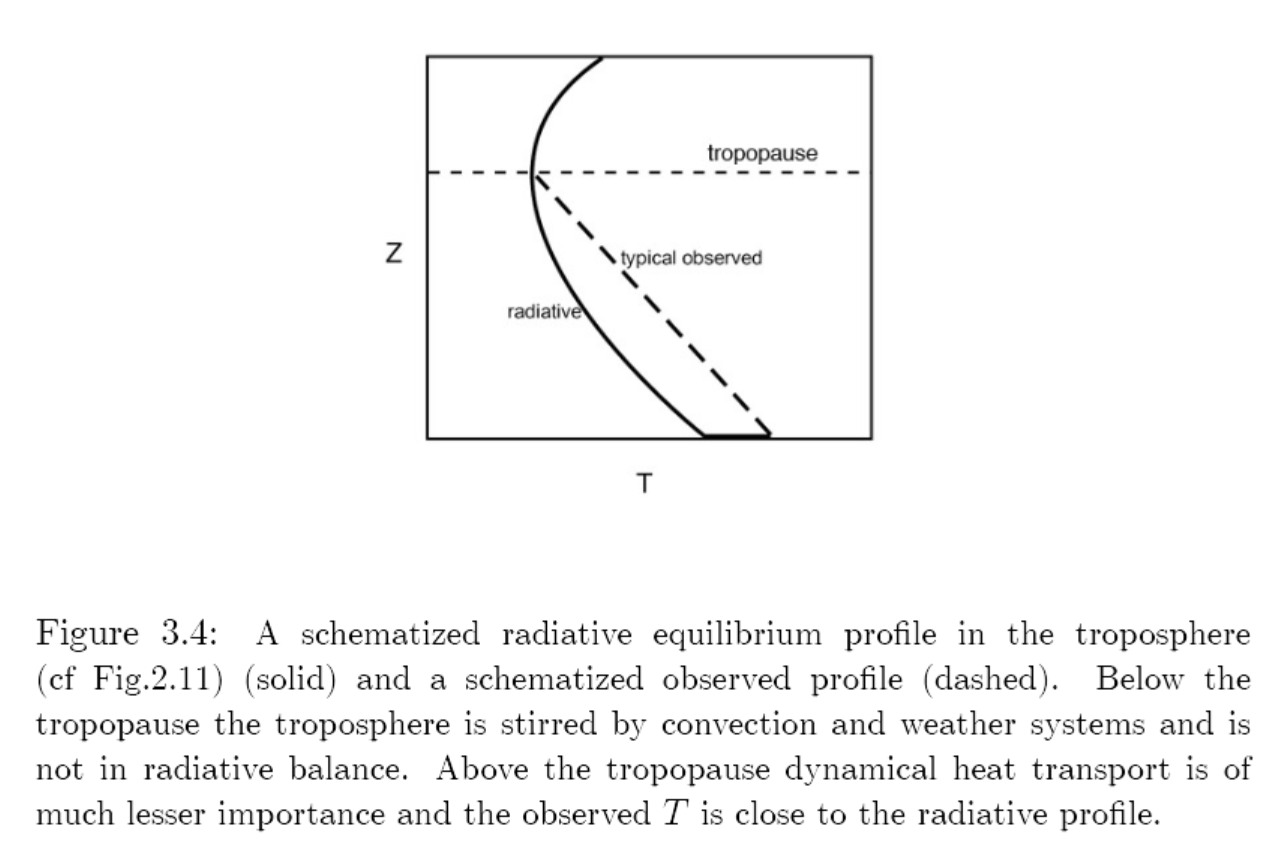 tropopause
Z
typical observed
radiative
T
Figure 3.4: A schematized radiative equilibrium profile in the troposphere
(cf Fig.2.11) (solid) and a schematized observed profile (dashed). Below the
tropopause the troposphere is stirred by convection and weather systems and is
not in radiative balance. Above the tropopause dynamical heat transport is of
much lesser importance and the observed T is close to the radiative profile.